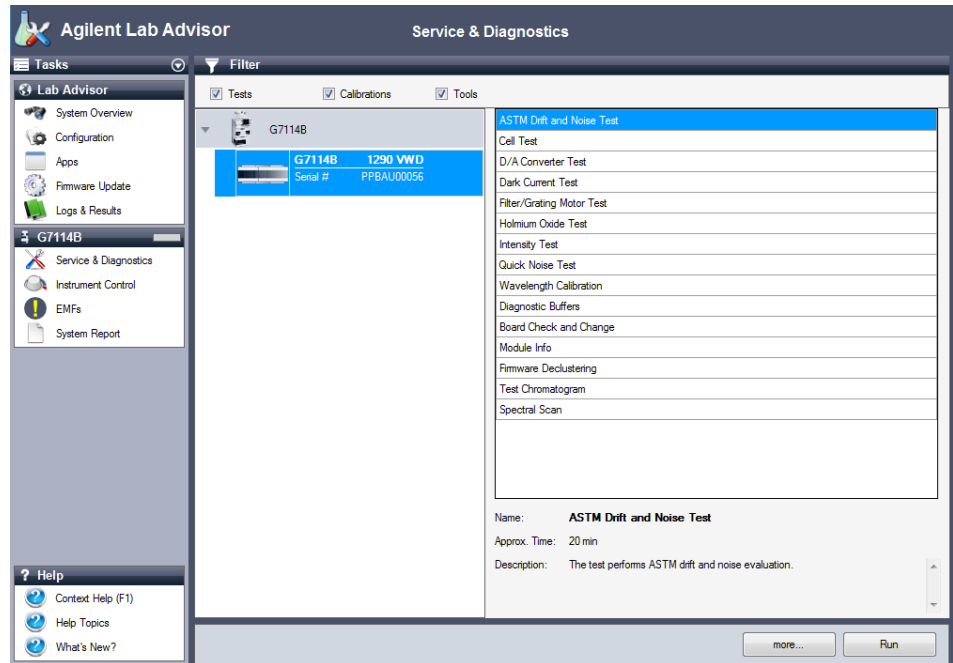 Agilent Lab Advisor
Service & Diagnostics
Tasks
Filter
Lab Advisor
System Overview
Configuration
Apps
Firmware Update
Logs & Results
G7114B
Service & Diagnostics
Instrument Control
EMFs
System Report
Help
Context Help (F1)
Help Topics
What's New?
Tests
Calibrations
Tools
G7114B
G7114B 1290 VWD
Serial # PPBAU00056
ASTM Drift and Noise Test
Cell Test
D/A Converter Test
Dark Current Test
Filter/Grating Motor Test
Holmium Oxide Test
Intensity Test
Quick Noise Test
Wavelength Calibration
Diagnostic Buffers
Board Check and Change
Module Info
Firmware Declustering
Test Chromatogram
Spectral Scan
Name: ASTM Drift and Noise Test
Approx. Time: 20 min
Description: The test performs ASTM drift and noise evaluation.
more... Run